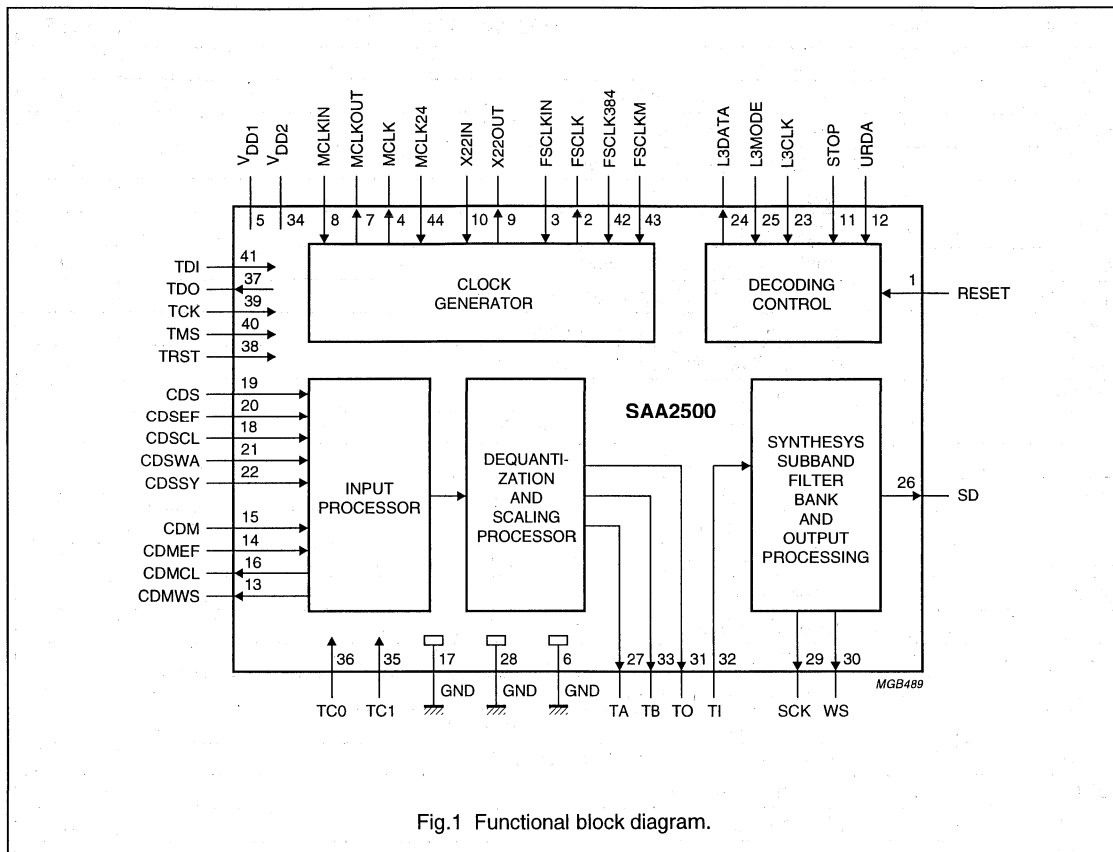 VDD1 VDD2 MCLKIN MCLKOUT MCLK MCLK24 X22IN X22OUT FSCLKIN FSCLK FSCLK384 FSCLKM L3DATA L3MODE L3CLK STOP URDA
5 34 8 7 4 44 10 9 3 2 42 43 24 25 23 11 12
CLOCK
GENERATOR
DECODING
CONTROL
1 RESET
TDI 41
TDO 37
TCK 39
TMS 40
TRST 38
CDS 19
CDSEF 20
CDSCL 18
CDSWA 21
CDSSY 22
CDM 15
CDMEF 14
CDMCL 16
CDMWS 13
INPUT
PROCESSOR
DEQUANTI-
ZATION
AND
SCALING
PROCESSOR
SAA2500
SYNTHESYS
SUBBAND
FILTER
BANK
AND
OUTPUT
PROCESSING
26 SD
36 35 17 28 6 27 33 31 32 29 30
GND GND GND
TC0 TC1 TA TB TO TI SCK WS
MGB489
Fig.1 Functional block diagram.